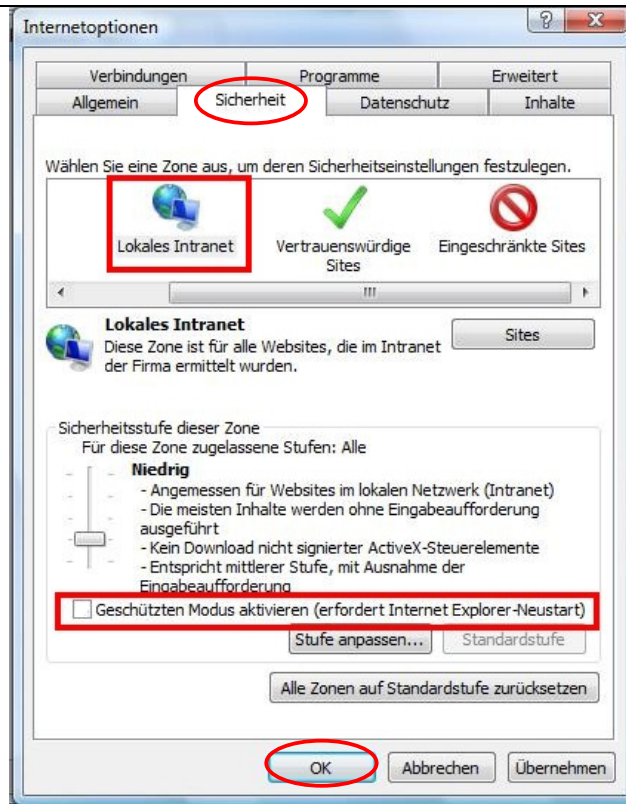 Internetoptionen
Verbindungen
Programme
Erweitert
Allgemein
Sicherheit
Datenschutz
Inhalte
Wählen Sie eine Zone aus, um deren Sicherheitseinstellungen festzulegen.
Lokales Intranet
Vertrauenswürdige
Sites
Eingeschränkte Sites
Lokales Intranet
Diese Zone ist für alle Websites, die im Intranet
der Firma ermittelt wurden.
Sites
Sicherheitsstufe dieser Zone
Für diese Zone zugelassene Stufen: Alle
Niedrig
- Angemessen für Websites im lokalen Netzwerk (Intranet)
- Die meisten Inhalte werden ohne Eingabeaufforderung
ausgeführt
- Kein Download nicht signierter ActiveX-Steuerelemente
- Entspricht mittlerer Stufe, mit Ausnahme der
Eingabeaufforderung
Geschützten Modus aktivieren (erfordert Internet Explorer-Neustart)
Stufe anpassen...
Standardstufe
Alle Zonen auf Standardstufe zurücksetzen
OK
Abbrechen
Übernehmen